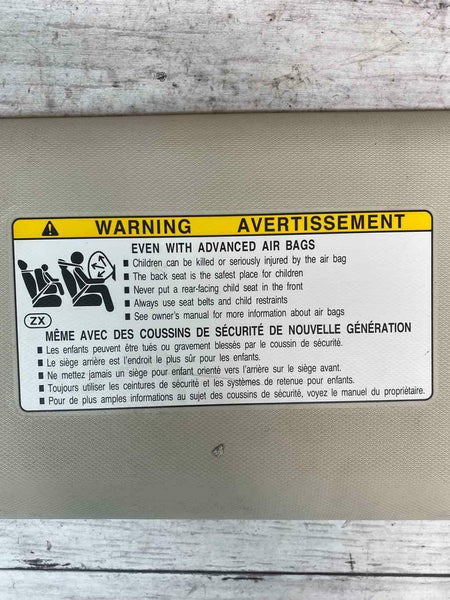 WARNING AVERTISSEMENT
EVEN WITH ADVANCED AIR BAGS
■ Children can be killed or seriously injured by the air bag
■ The back seat is the safest place for children
■ Never put a rear-facing child seat in the front
■ Always use seat belts and child restraints
■ See owner's manual for more information about air bags
ZX
MÊME AVEC DES COUSSINS DE SÉCURITÉ DE NOUVELLE GÉNÉRATION
■ Les enfants peuvent être tués ou gravement blessés par le coussin de sécurité.
■ Le siège arrière est l'endroit le plus sûr pour les enfants.
■ Ne mettez jamais un siège pour enfant orienté vers l'arrière sur le siège avant.
■ Toujours utiliser les ceintures de sécurité et les systèmes de retenue pour enfants.
■ Pour de plus amples informations au sujet des coussins de sécurité, voyez le manuel du propriétaire.